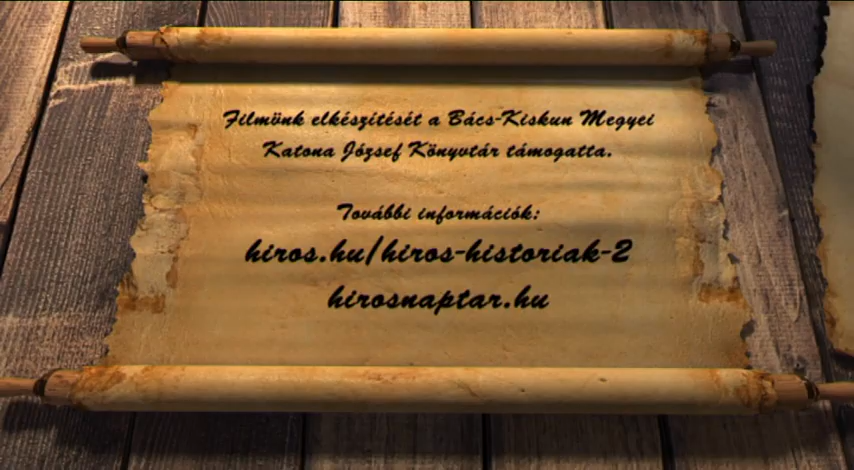 Filmünk elkészítését a Bács-Kiskun Megyei
Katona József Könyvtár támogatta.
További információk:
hiros.hu/hiros-historiak-2
hirosnaptar.hu